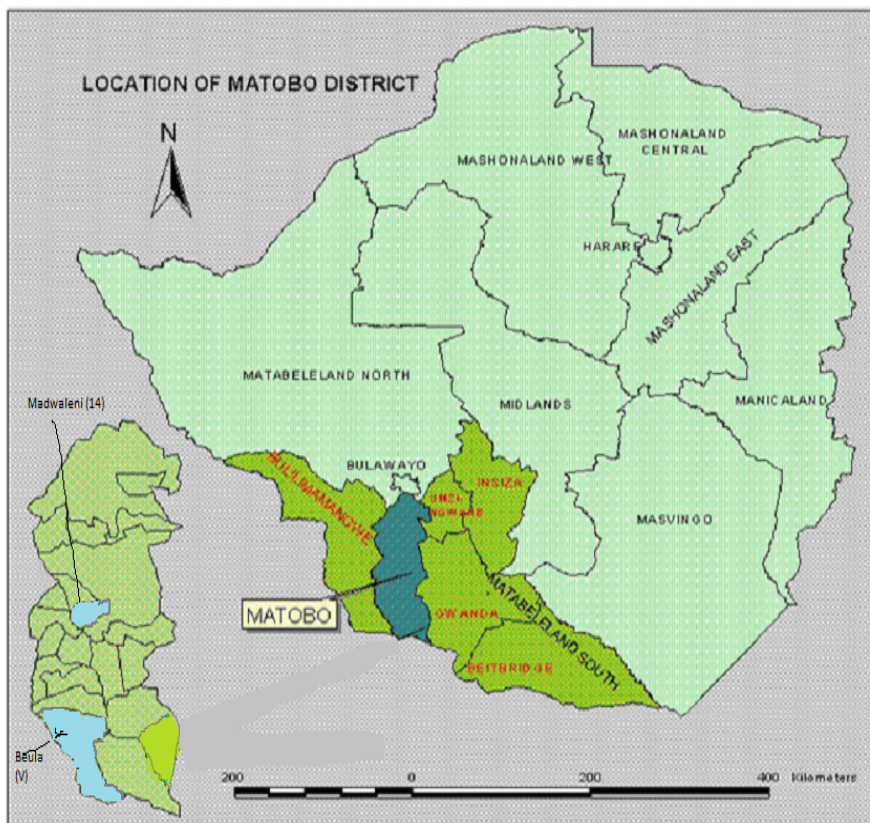 LOCATION OF MATOBO DISTRICT
N
MASHONALAND
CENTRAL
MASHONALAND WEST
HARARE
MASHONALAND EAST
MATABELELAND NORTH
MIDLANDS
MANICALAND
Madwaleni (14)
BULAWAYO
INSIZA
MASVINGO
MATOBO
GWANDA
MATABELELAND SOUTH
BEITBRIDGE
Beula
(V)
200 0 200 400 Kilometers